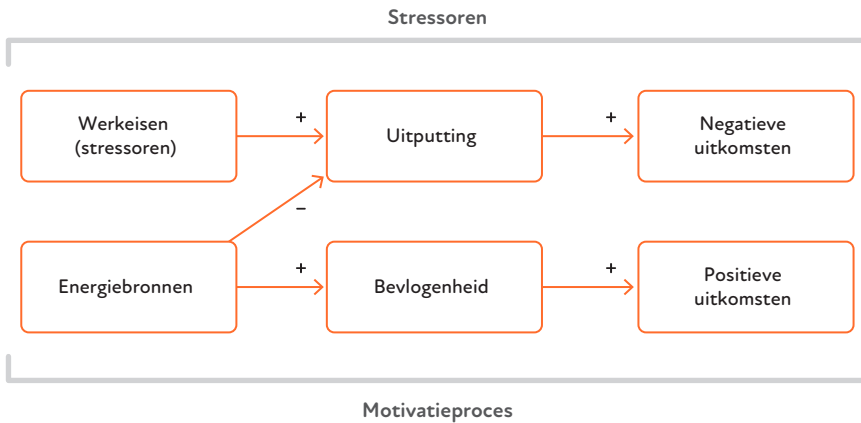 Stressoren
Werkeisen
(stressoren)
+
Uitputting
+
Negatieve
uitkomsten
−
Energiebronnen
+
Bevlogenheid
+
Positieve
uitkomsten
Motivatieproces